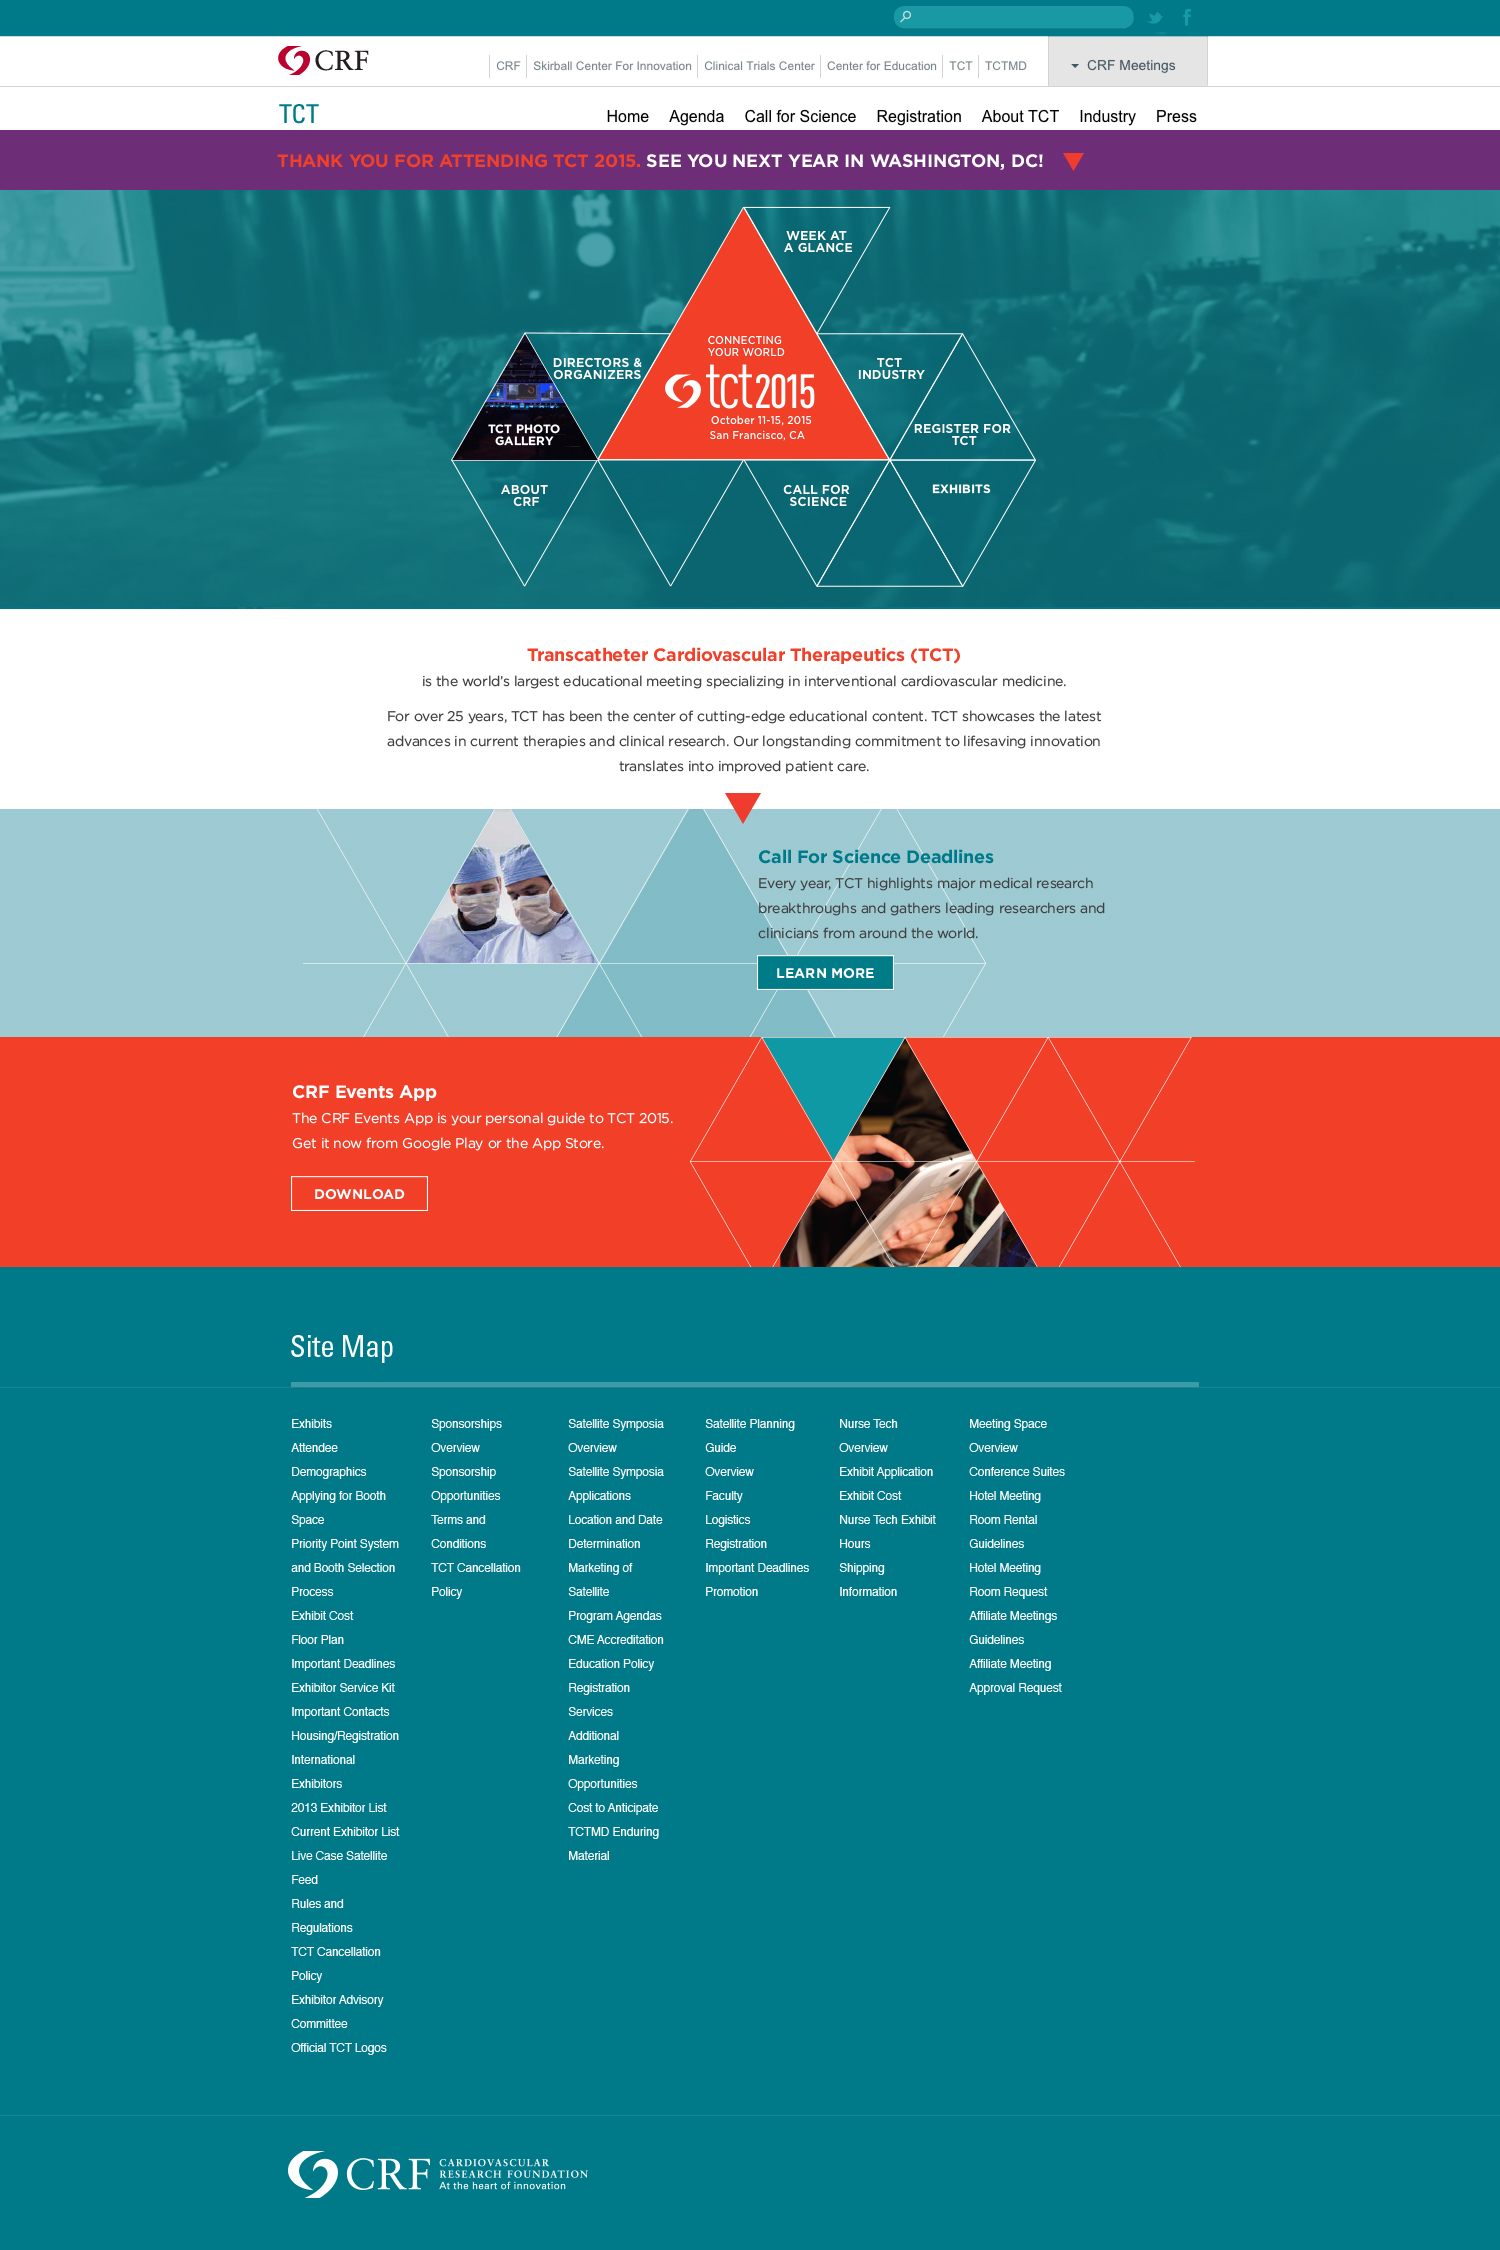 CRF
CRF
Skirball Center For Innovation
Clinical Trials Center
Center for Education
TCT
TCTMD
CRF Meetings
TCT
Home
Agenda
Call for Science
Registration
About TCT
Industry
Press
THANK YOU FOR ATTENDING TCT 2015. SEE YOU NEXT YEAR IN WASHINGTON, DC!
WEEK AT
A GLANCE
DIRECTORS &
ORGANIZERS
CONNECTING
YOUR WORLD
tct2015
October 11-15, 2015
San Francisco, CA
TCT
INDUSTRY
TCT PHOTO
GALLERY
REGISTER FOR
TCT
ABOUT
CRF
CALL FOR
SCIENCE
EXHIBITS
Transcatheter Cardiovascular Therapeutics (TCT)
is the world's largest educational meeting specializing in interventional cardiovascular medicine.
For over 25 years, TCT has been the center of cutting-edge educational content. TCT showcases the latest
advances in current therapies and clinical research. Our longstanding commitment to lifesaving innovation
translates into improved patient care.
Call For Science Deadlines
Every year, TCT highlights major medical research
breakthroughs and gathers leading researchers and
clinicians from around the world.
LEARN MORE
CRF Events App
The CRF Events App is your personal guide to TCT 2015.
Get it now from Google Play or the App Store.
DOWNLOAD
Site Map
Exhibits
Attendee
Demographics
Applying for Booth
Space
Priority Point System
and Booth Selection
Process
Exhibit Cost
Floor Plan
Important Deadlines
Exhibitor Service Kit
Important Contacts
Housing/Registration
International
Exhibitors
2013 Exhibitor List
Current Exhibitor List
Live Case Satellite
Feed
Rules and
Regulations
TCT Cancellation
Policy
Exhibitor Advisory
Committee
Official TCT Logos
Sponsorships
Overview
Sponsorship
Opportunities
Terms and
Conditions
TCT Cancellation
Policy
Satellite Symposia
Overview
Satellite Symposia
Applications
Location and Date
Determination
Marketing of
Satellite
Program Agendas
CME Accreditation
Education Policy
Registration
Services
Additional
Marketing
Opportunities
Cost to Anticipate
TCTMD Enduring
Material
Satellite Planning
Guide
Overview
Faculty
Logistics
Registration
Important Deadlines
Promotion
Nurse Tech
Overview
Exhibit Application
Exhibit Cost
Nurse Tech Exhibit
Hours
Shipping
Information
Meeting Space
Overview
Conference Suites
Hotel Meeting
Room Rental
Guidelines
Hotel Meeting
Room Request
Affiliate Meetings
Guidelines
Affiliate Meeting
Approval Request
CRF
CARDIOVASCULAR
RESEARCH FOUNDATION
At the heart of innovation